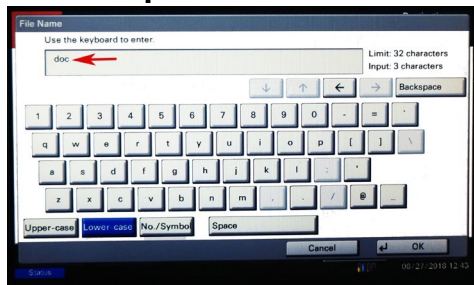 File Name
Use the keyboard to enter.
doc
Limit: 32 characters
Input: 3 characters
↓ ↑ ← → Backspace
1 2 3 4 5 6 7 8 9 0 - = `
q w e r t y u i o p [ ] \
a s d f g h j k l ; '
z x c v b n m , . / @ _
Upper-case Lower-case No./Symbol Space
Cancel ↵ OK
Status 08/27/2018 12:43